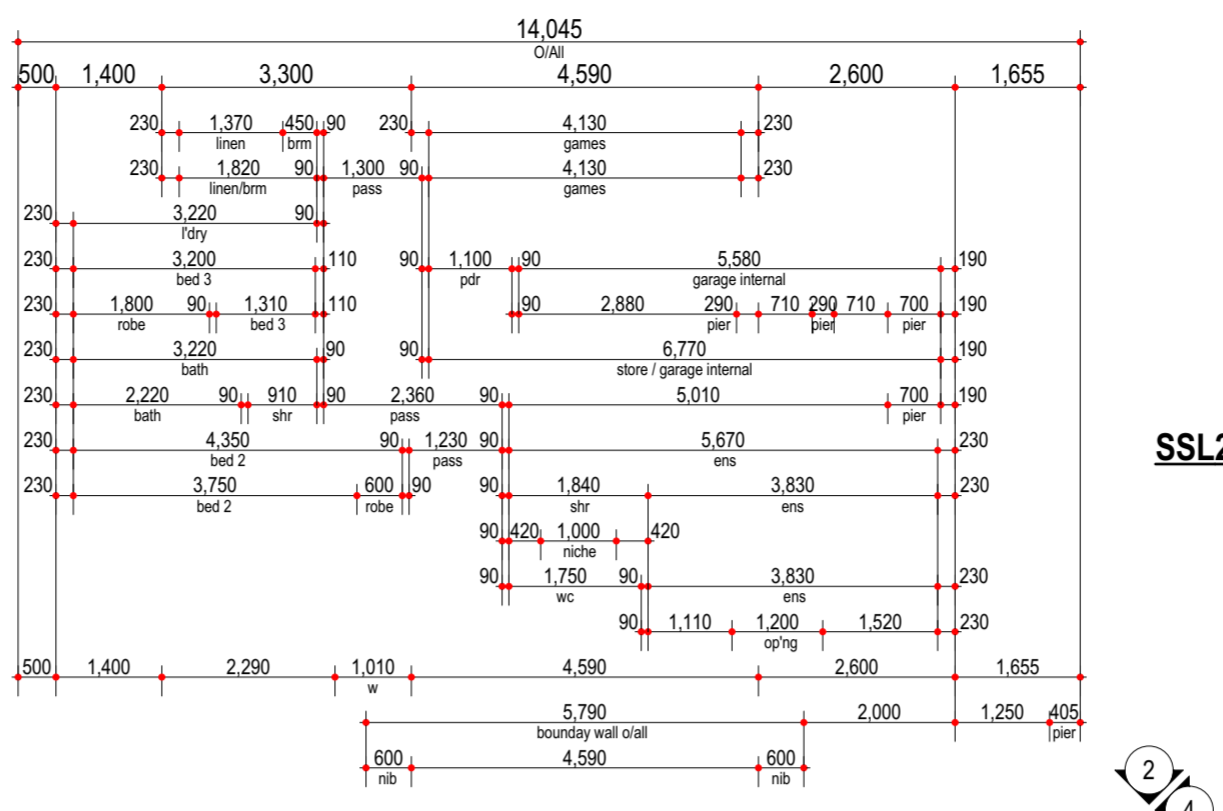 14,045
O/All
500 1,400 3,300 4,590 2,600 1,655
230 1,370 450 90 230 4,130 230
linen brm games
230 1,820 90 1,300 90 4,130 230
linen/brm pass games
230 3,220 90
l'dry
230 3,200 110 90 1,100 90 5,580 190
bed 3 pdr garage internal
230 1,800 90 1,310 110 90 2,880 290 710 290 710 700 190
robe bed 3 pier pier pier
230 3,220 90 90 6,770 190
bath store / garage internal
230 2,220 90 910 90 2,360 90 5,010 700 190
bath shr pass pier
230 4,350 90 1,230 90 5,670 230
bed 2 pass ens
SSL2
230 3,750 600 90 90 1,840 3,830 230
bed 2 robe shr ens
90 420 1,000 420
niche
90 1,750 90 3,830 230
wc ens
90 1,110 1,200 1,520 230
op'ng
500 1,400 2,290 1,010 4,590 2,600 1,655
w
5,790 2,000 1,250 405
bounday wall o/all pier
600 4,590 600
nib nib
2
4